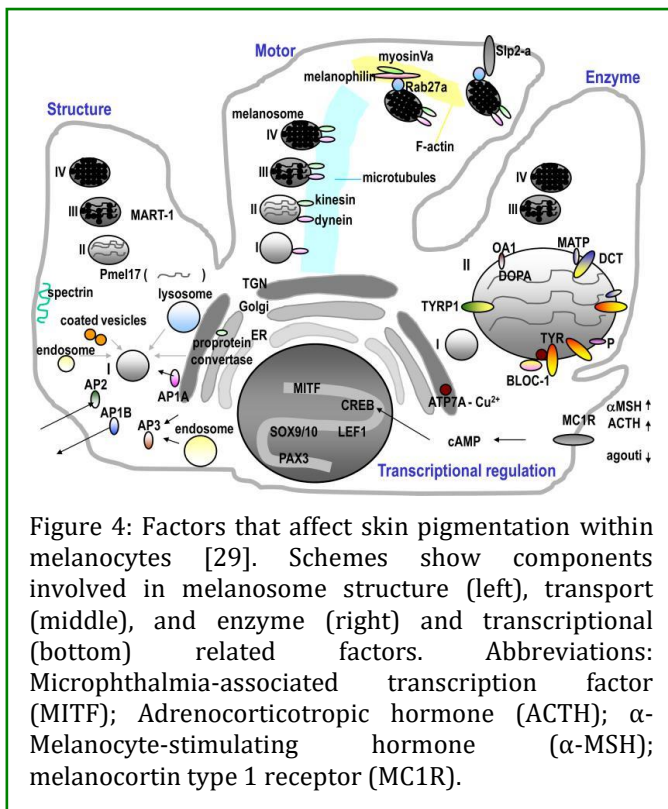 Motor
myosinVa
Slp2-a
melanophilin
Rab27a
Enzyme
Structure
melanosome
IV
F-actin
IV
III
microtubules
IV
III
MART-1
II
kinesin
dynein
III
II
I
Pmel17 ( )
OA1
MATP
II
DCT
DOPA
spectrin
lysosome
TGN
Golgi
TYRP1
coated vesicles
proprotein
convertase
ER
I
TYR
P
endosome
I
BLOC-1
AP2
AP1A
MITF
CREB
ATP7A - Cu²⁺
AP1B
AP3
endosome
SOX9/10
LEF1
cAMP
MC1R
αMSH ↑
ACTH ↑
PAX3
agouti ↓
Transcriptional regulation
Figure 4: Factors that affect skin pigmentation within
melanocytes [29]. Schemes show components
involved in melanosome structure (left), transport
(middle), and enzyme (right) and transcriptional
(bottom) related factors. Abbreviations:
Microphthalmia-associated transcription factor
(MITF); Adrenocorticotropic hormone (ACTH); α-
Melanocyte-stimulating hormone (α-MSH);
melanocortin type 1 receptor (MC1R).